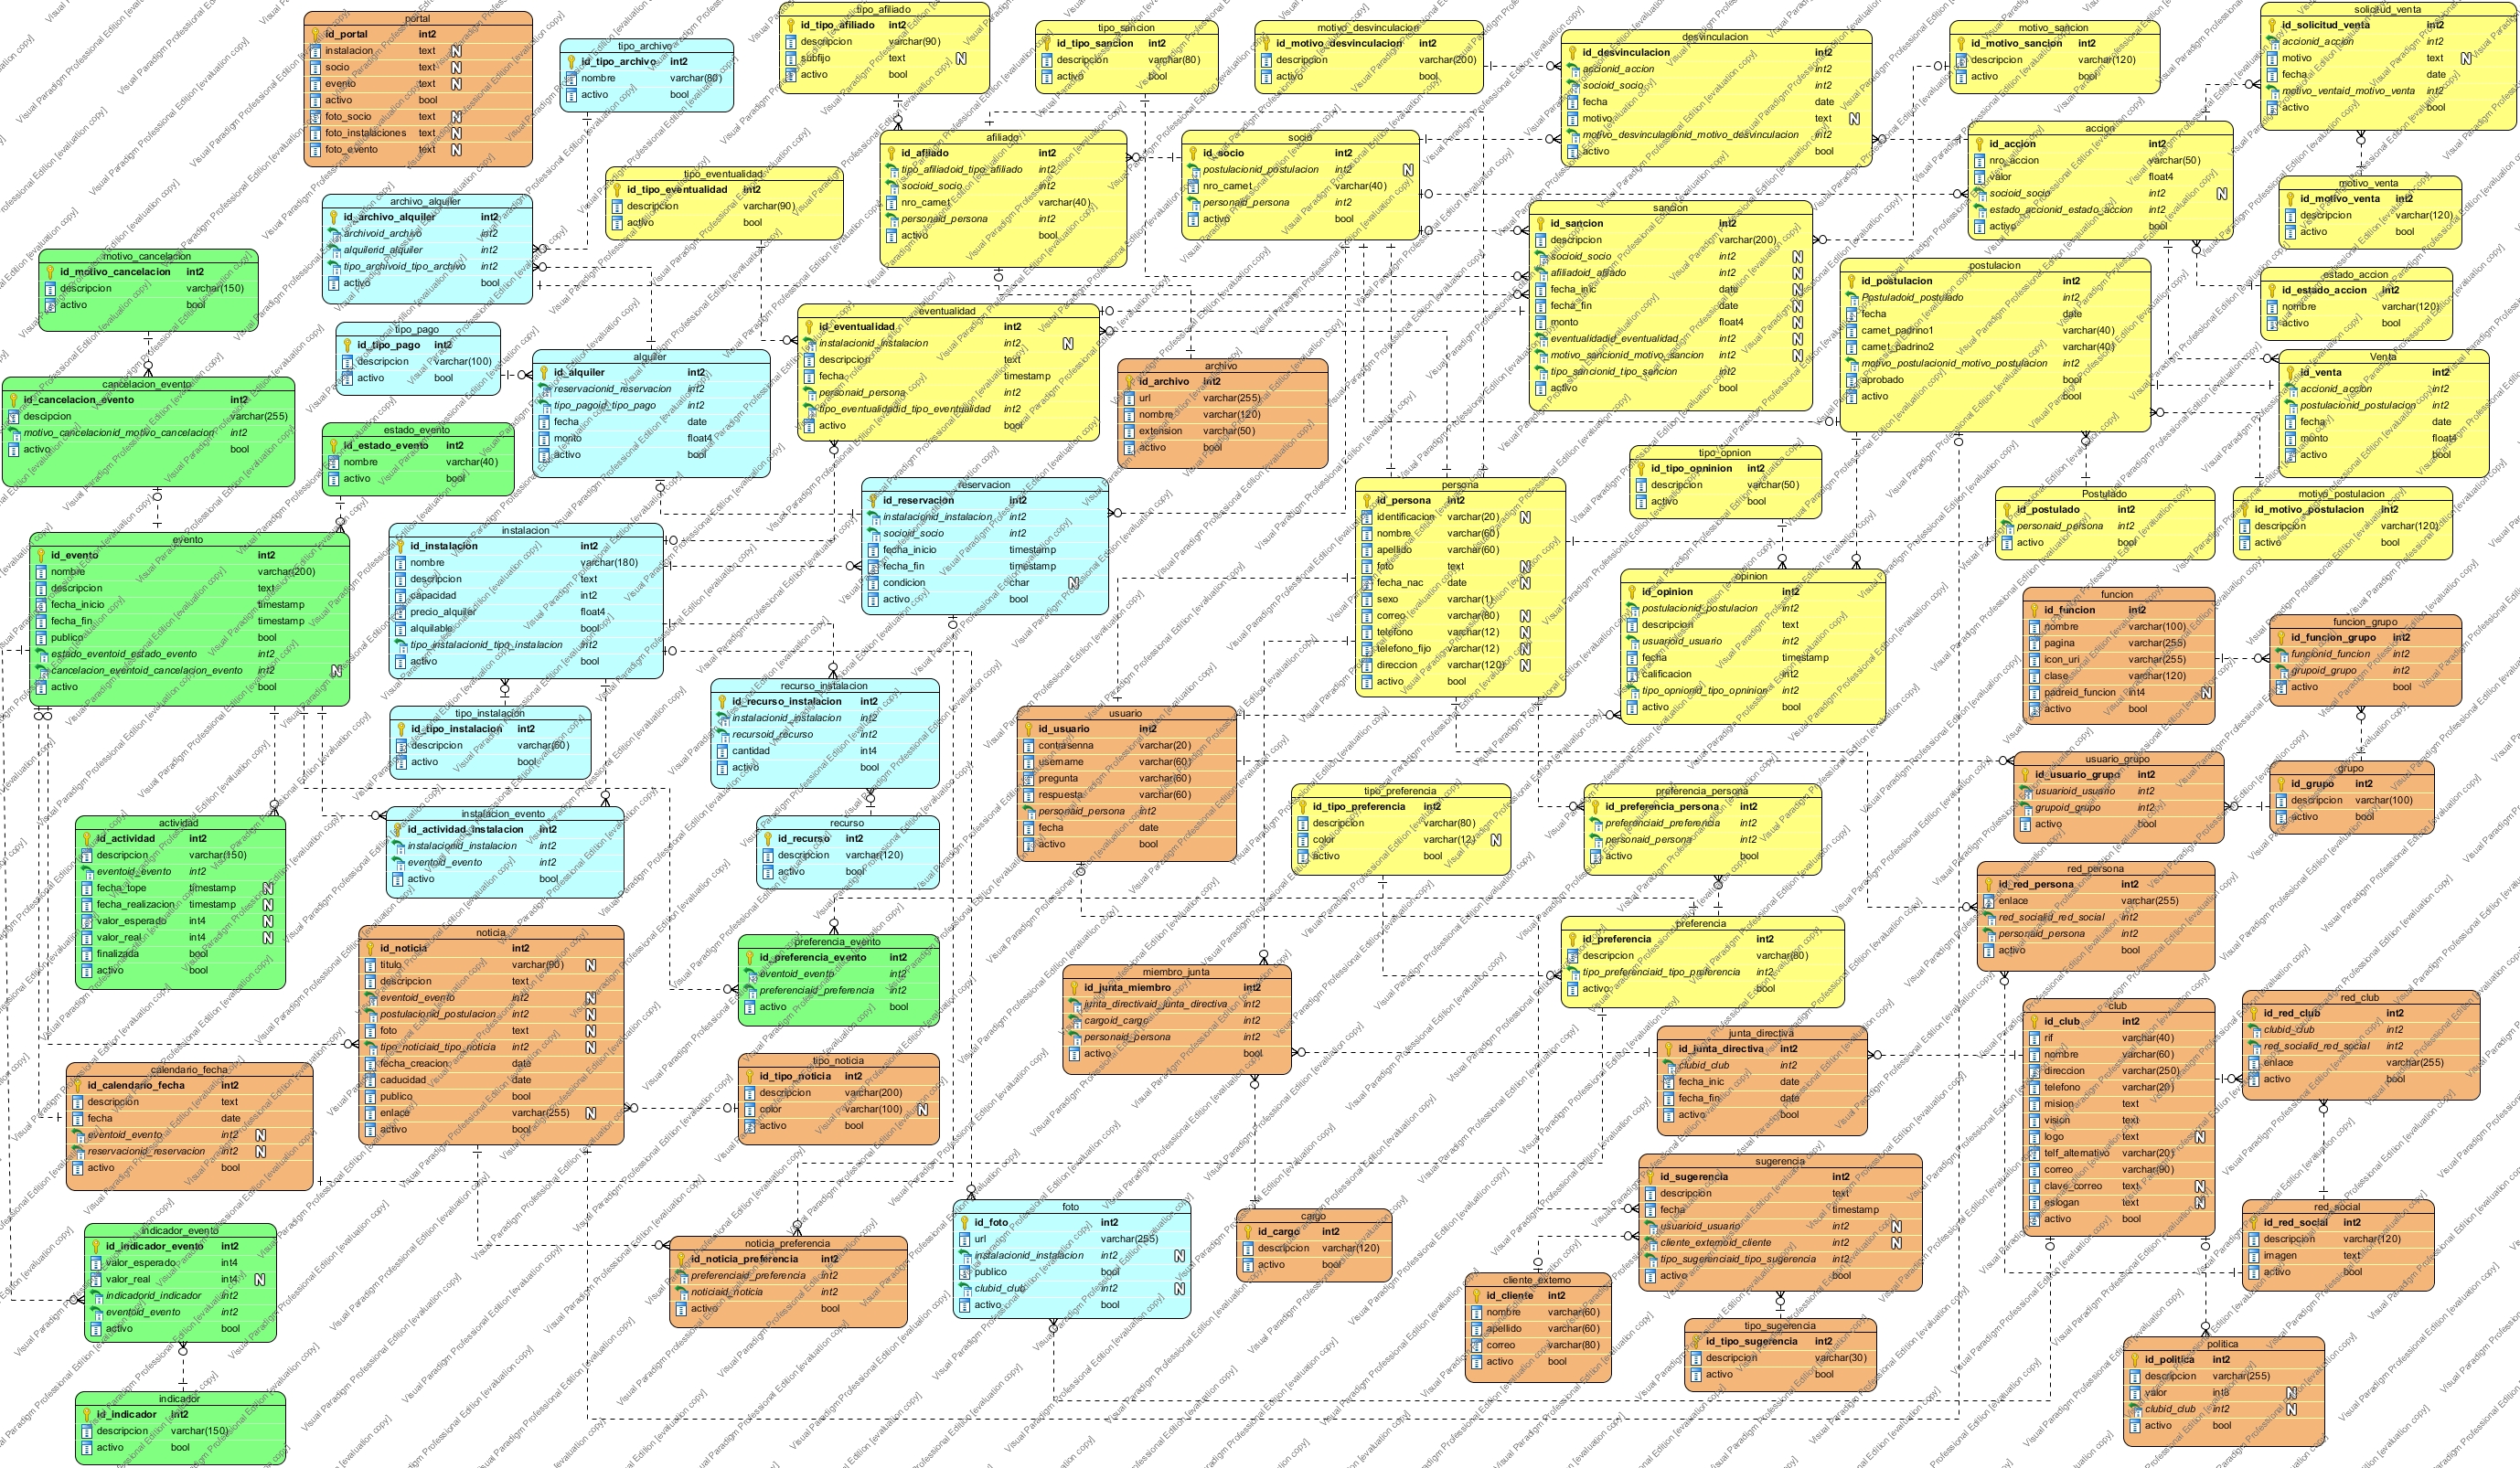 portal
id_portal int2
instalacion text N
socio text N
evento text N
activo bool
foto_socio text N
foto_instalaciones text N
foto_evento text N
tipo_archivo
id_tipo_archivo int2
nombre varchar(80)
activo bool
tipo_afiliado
id_tipo_afiliado int2
descripcion varchar(90)
subfijo text N
activo bool
tipo_sancion
id_tipo_sancion int2
descripcion varchar(80)
activo bool
motivo_desvinculacion
id_motivo_desvinculacion int2
descripcion varchar(200)
activo bool
desvinculacion
id_desvinculacion int2
accionid_accion int2
socioid_socio int2
fecha date
motivo text N
motivo_desvinculacionid_motivo_desvinculacion int2
activo bool
motivo_sancion
id_motivo_sancion int2
descripcion varchar(120)
activo bool
solicitud_venta
id_solicitud_venta int2
accionid_accion int2
motivo text N
fecha date
motivo_ventaid_motivo_venta int2
activo bool
archivo_alquiler
id_archivo_alquiler int2
archivoid_archivo int2
alquilerid_alquiler int2
tipo_archivoid_tipo_archivo int2
activo bool
tipo_eventualidad
id_tipo_eventualidad int2
descripcion varchar(90)
activo bool
afiliado
id_afiliado int2
tipo_afiliadoid_tipo_afiliado int2
socioid_socio int2
nro_carnet varchar(40)
personaid_persona int2
activo bool
socio
id_socio int2
postulacionid_postulacion int2 N
nro_carnet varchar(40)
personaid_persona int2
activo bool
accion
id_accion int2
nro_accion varchar(50)
valor float4
socioid_socio int2 N
estado_accionid_estado_accion int2
activo bool
motivo_venta
id_motivo_venta int2
descripcion varchar(120)
activo bool
sancion
id_sancion int2
descripcion varchar(200)
socioid_socio int2 N
afiliadoid_afiliado int2 N
fecha_inic date N
fecha_fin date N
monto float4 N
eventualidadid_eventualidad int2 N
motivo_sancionid_motivo_sancion int2 N
tipo_sancionid_tipo_sancion int2
activo bool
motivo_cancelacion
id_motivo_cancelacion int2
descripcion varchar(150)
activo bool
postulacion
id_postulacion int2
Postuladoid_postulado int2
fecha date
carnet_padrino1 varchar(40)
carnet_padrino2 varchar(40)
motivo_postulacionid_motivo_postulacion int2
aprobado bool
activo bool
estado_accion
id_estado_accion int2
nombre varchar(120)
activo bool
tipo_pago
id_tipo_pago int2
descripcion varchar(100)
activo bool
alquiler
id_alquiler int2
reservacionid_reservacion int2
tipo_pagoid_tipo_pago int2
fecha date
monto float4
activo bool
eventualidad
id_eventualidad int2
instalacionid_instalacion int2 N
descripcion text
fecha timestamp
personaid_persona int2
tipo_eventualidadid_tipo_eventualidad int2
activo bool
archivo
id_archivo int2
url varchar(255)
nombre varchar(120)
extension varchar(50)
activo bool
Venta
id_venta int2
accionid_accion int2
postulacionid_postulacion int2
fecha date
monto float4
activo bool
cancelacion_evento
id_cancelacion_evento int2
descipcion varchar(255)
motivo_cancelacionid_motivo_cancelacion int2
activo bool
estado_evento
id_estado_evento int2
nombre varchar(40)
activo bool
reservacion
id_reservacion int2
instalacionid_instalacion int2
socioid_socio int2
fecha_inicio timestamp
fecha_fin timestamp
condicion char N
activo bool
persona
id_persona int2
identificacion varchar(20) N
nombre varchar(60)
apellido varchar(60)
foto text N
fecha_nac date N
sexo varchar(1)
correo varchar(80) N
telefono varchar(12) N
telefono_fijo varchar(12) N
direccion varchar(120) N
activo bool
tipo_opnion
id_tipo_opninion int2
descripcion varchar(50)
activo bool
Postulado
id_postulado int2
personaid_persona int2
activo bool
motivo_postulacion
id_motivo_postulacion int2
descripcion varchar(120)
activo bool
evento
id_evento int2
nombre varchar(200)
descripcion text
fecha_inicio timestamp
fecha_fin timestamp
publico bool
estado_eventoid_estado_evento int2
cancelacion_eventoid_cancelacion_evento int2 N
activo bool
instalacion
id_instalacion int2
nombre varchar(180)
descripcion text
capacidad int2
precio_alquiler float4
alquilable bool
tipo_instalacionid_tipo_instalacion int2
activo bool
opinion
id_opinion int2
postulacionid_postulacion int2
descripcion text
usuarioid_usuario int2
fecha timestamp
calificacion int2
tipo_opnionid_tipo_opninion int2
activo bool
funcion
id_funcion int2
nombre varchar(100)
pagina varchar(255)
icon_uri varchar(255)
clase varchar(120)
padreid_funcion int4 N
activo bool
funcion_grupo
id_funcion_grupo int2
funcionid_funcion int2
grupoid_grupo int2
activo bool
tipo_instalacion
id_tipo_instalacion int2
descripcion varchar(60)
activo bool
recurso_instalacion
id_recurso_instalacion int2
instalacionid_instalacion int2
recursoid_recurso int2
cantidad int4
activo bool
usuario
id_usuario int2
contrasenna varchar(20)
username varchar(60)
pregunta varchar(60)
respuesta varchar(60)
personaid_persona int2
fecha date
activo bool
tipo_preferencia
id_tipo_preferencia int2
descripcion varchar(80)
color varchar(12) N
activo bool
preferencia_persona
id_preferencia_persona int2
preferenciaid_preferencia int2
personaid_persona int2
activo bool
usuario_grupo
id_usuario_grupo int2
usuarioid_usuario int2
grupoid_grupo int2
activo bool
grupo
id_grupo int2
descripcion varchar(100)
activo bool
actividad
id_actividad int2
descripcion varchar(150)
eventoid_evento int2
fecha_tope timestamp N
fecha_realizacion timestamp N
valor_esperado int4 N
valor_real int4 N
finalizada bool
activo bool
instalacion_evento
id_actividad_instalacion int2
instalacionid_instalacion int2
eventoid_evento int2
activo bool
recurso
id_recurso int2
descripcion varchar(120)
activo bool
red_persona
id_red_persona int2
enlace varchar(255)
red_socialid_red_social int2
personaid_persona int2
activo bool
noticia
id_noticia int2
titulo varchar(90) N
descripcion text
eventoid_evento int2 N
postulacionid_postulacion int2 N
foto text N
tipo_noticiaid_tipo_noticia int2 N
fecha_creacion date
caducidad date
publico bool
enlace varchar(255) N
activo bool
preferencia_evento
id_preferencia_evento int2
eventoid_evento int2
preferenciaid_preferencia int2
activo bool
miembro_junta
id_junta_miembro int2
junta_directivaid_junta_directiva int2
cargoid_cargo int2
personaid_persona int2
activo bool
preferencia
id_preferencia int2
descripcion varchar(80)
tipo_preferenciaid_tipo_preferencia int2
activo bool
junta_directiva
id_junta_directiva int2
clubid_club int2
fecha_inic date
fecha_fin date
activo bool
club
id_club int2
rif varchar(40)
nombre varchar(60)
direccion varchar(250)
telefono varchar(20)
mision text
vision text
logo text N
telf_alternativo varchar(20)
correo varchar(90)
clave_correo text N
eslogan text N
activo bool
red_club
id_red_club int2
clubid_club int2
red_socialid_red_social int2
enlace varchar(255)
activo bool
calendario_fecha
id_calendario_fecha int2
descripcion text
fecha date
eventoid_evento int2 N
reservacionid_reservacion int2 N
activo bool
tipo_noticia
id_tipo_noticia int2
descripcion varchar(200)
color varchar(100) N
activo bool
sugerencia
id_sugerencia int2
descripcion text
fecha timestamp
usuarioid_usuario int2 N
cliente_externoid_cliente int2 N
tipo_sugerenciaid_tipo_sugerencia int2
activo bool
indicador_evento
id_indicador_evento int2
valor_esperado int4
valor_real int4 N
indicadorid_indicador int2
eventoid_evento int2
activo bool
noticia_preferencia
id_noticia_preferencia int2
preferenciaid_preferencia int2
noticiaid_noticia int2
activo bool
foto
id_foto int2
url varchar(255)
instalacionid_instalacion int2 N
publico bool
clubid_club int2 N
activo bool
cargo
id_cargo int2
descripcion varchar(120)
activo bool
cliente_externo
id_cliente int2
nombre varchar(60)
apellido varchar(60)
correo varchar(80)
activo bool
tipo_sugerencia
id_tipo_sugerencia int2
descripcion varchar(30)
activo bool
red_social
id_red_social int2
descripcion varchar(120)
imagen text
activo bool
politica
id_politica int2
descripcion varchar(255)
valor int8 N
clubid_club int2 N
activo bool
indicador
id_indicador int2
descripcion varchar(150)
activo bool
Visual Paradigm Professional Edition [evaluation copy]